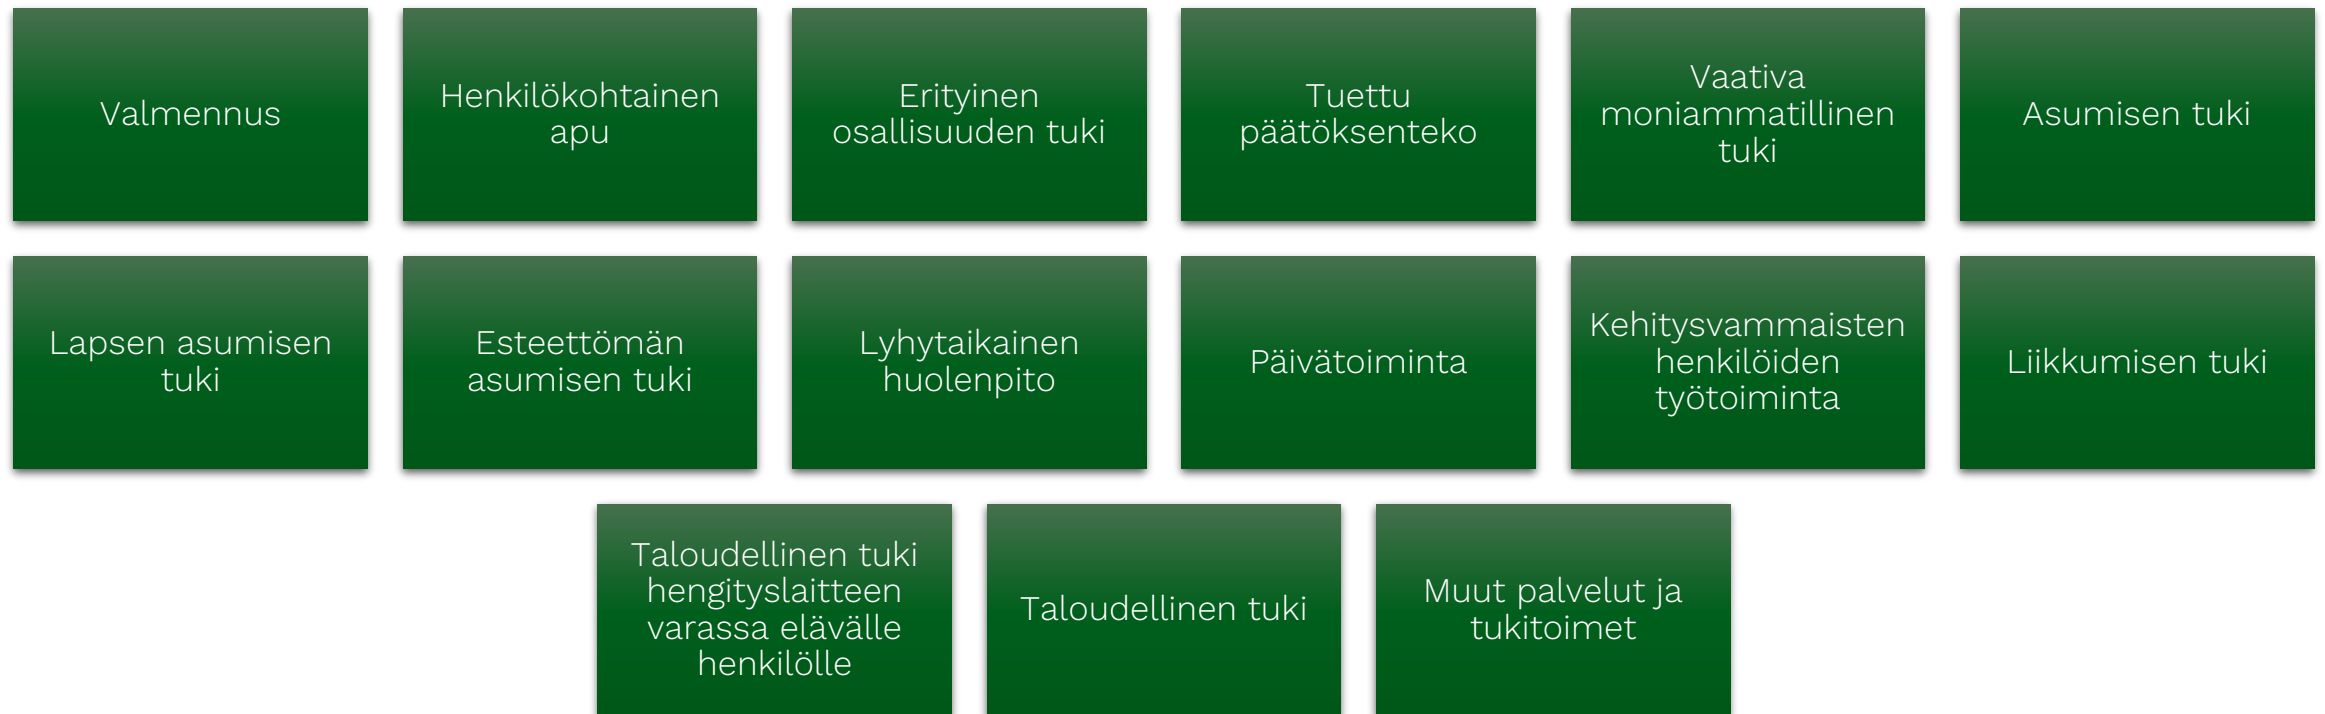 Valmennus
Henkilökohtainen
apu
Erityinen
osallisuuden tuki
Tuettu
päätöksenteko
Vaativa
moniammatillinen
tuki
Asumisen tuki
Lapsen asumisen
tuki
Esteettömän
asumisen tuki
Lyhytaikainen
huolenpito
Päivätoiminta
Kehitysvammaisten
henkilöiden
työtoiminta
Liikkumisen tuki
Taloudellinen tuki
hengityslaitteen
varassa elävälle
henkilölle
Taloudellinen tuki
Muut palvelut ja
tukitoimet